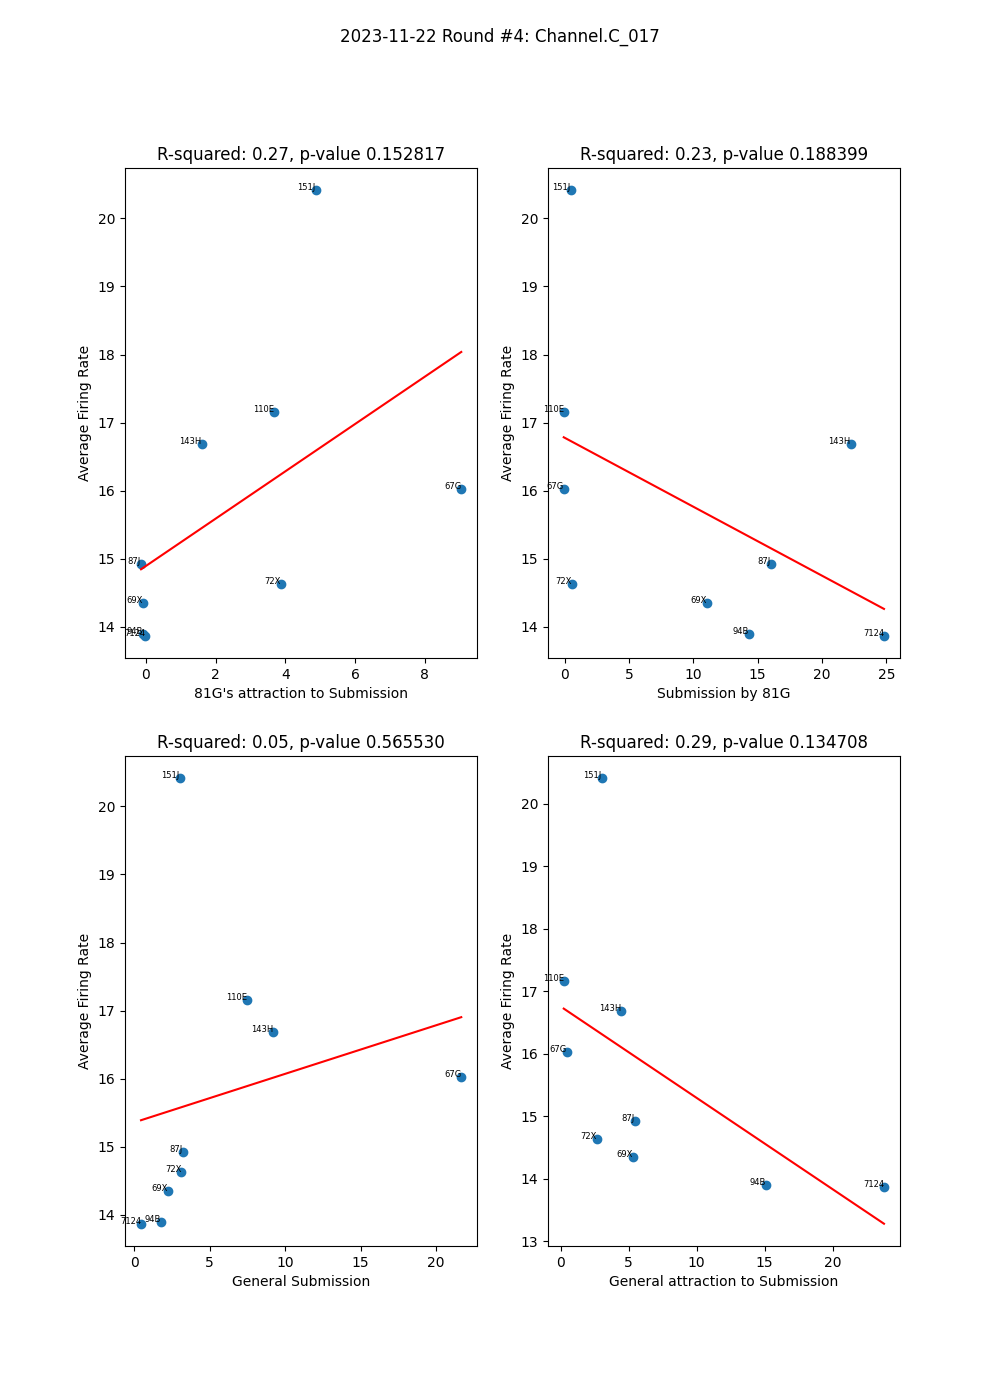 2023-11-22 Round #4: Channel.C_017
R-squared: 0.27, p-value 0.152817
R-squared: 0.23, p-value 0.188399
Average Firing Rate
20
19
18
17
16
15
14
151J
110E
143H
67G
87J
72X
69X
94B
7124
0 2 4 6 8
81G's attraction to Submission
Average Firing Rate
20
19
18
17
16
15
14
151J
110E
143H
67G
87J
72X
69X
94B
7124
0 5 10 15 20 25
Submission by 81G
R-squared: 0.05, p-value 0.565530
R-squared: 0.29, p-value 0.134708
Average Firing Rate
20
19
18
17
16
15
14
151J
110E
143H
67G
87J
72X
69X
94B
7124
0 5 10 15 20
General Submission
Average Firing Rate
20
19
18
17
16
15
14
13
151J
110E
143H
67G
87J
72X
69X
94B
7124
0 5 10 15 20
General attraction to Submission